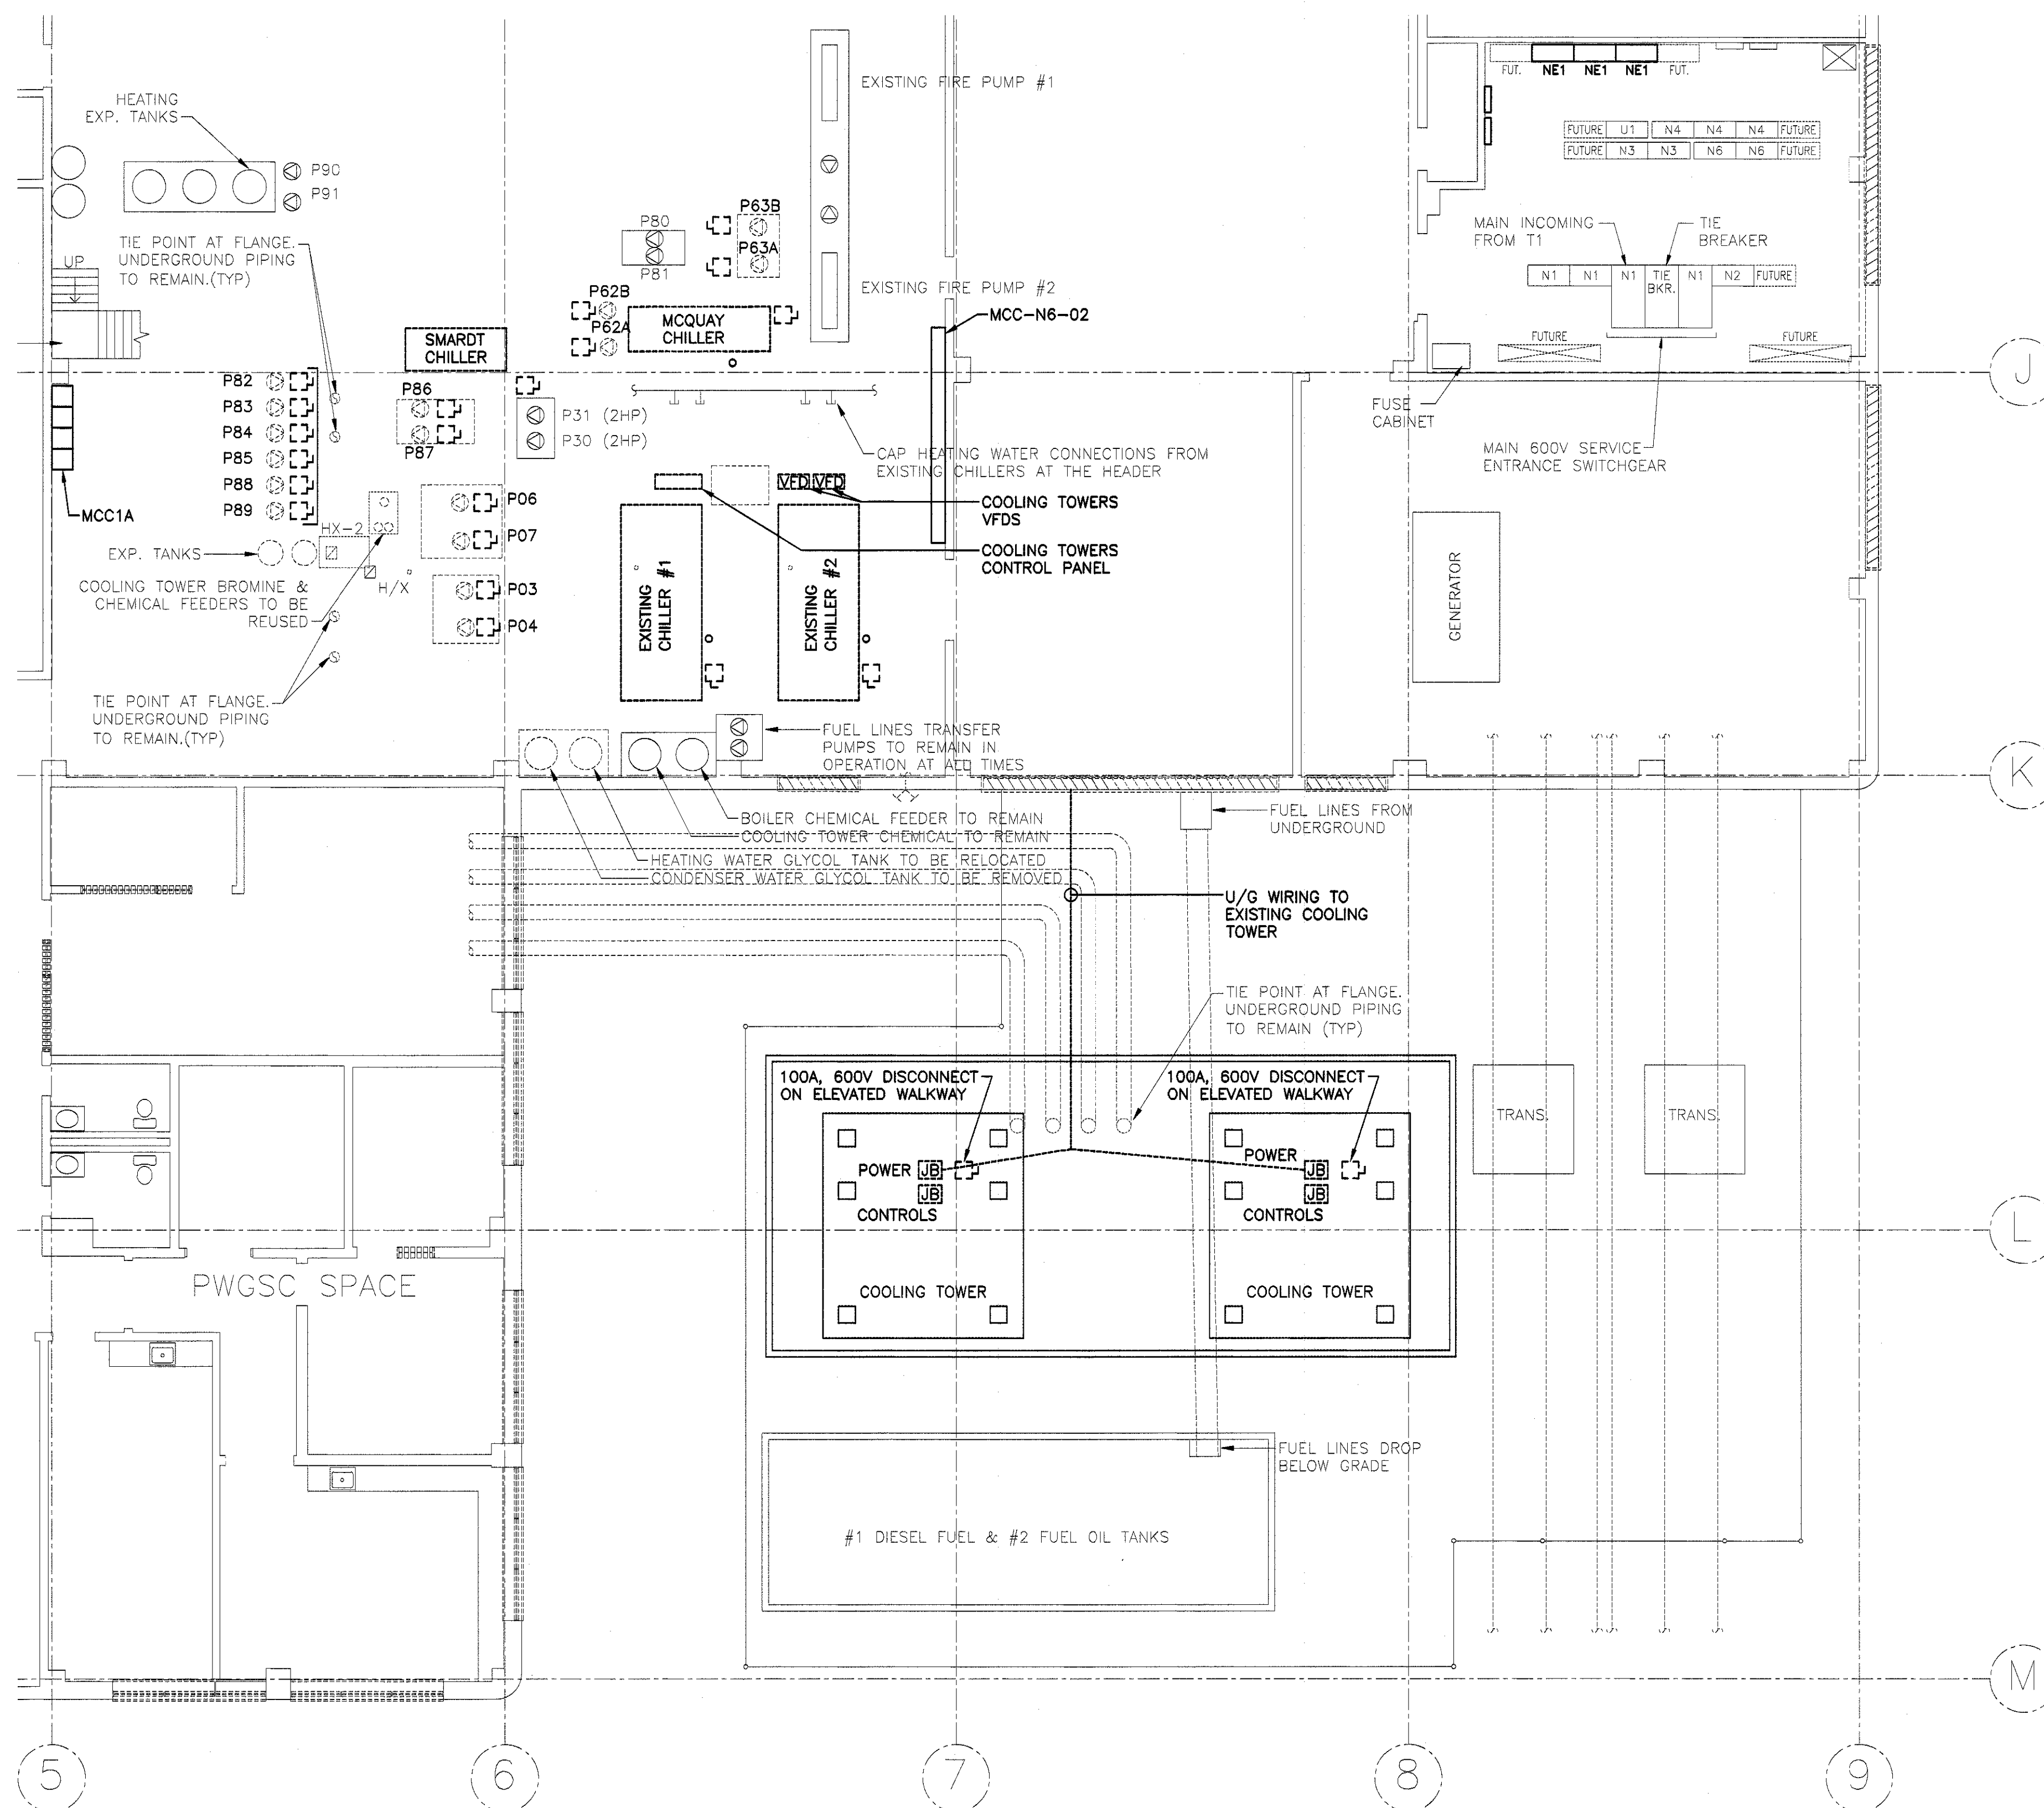 EXISTING FIRE PUMP #1
HEATING
EXP. TANKS
P90
P91
FUT.
NE1
NE1
NE1
FUT.
FUTURE
U1
N4
N4
N4
FUTURE
FUTURE
N3
N3
N6
N6
FUTURE
MAIN INCOMING
FROM T1
TIE
BREAKER
N1
N1
N1
TIE
BKR.
N1
N2
FUTURE
FUTURE
FUTURE
FUSE
CABINET
MAIN 600V SERVICE
ENTRANCE SWITCHGEAR
TIE POINT AT FLANGE.
UNDERGROUND PIPING
TO REMAIN.(TYP)
UP
P80
P81
P63B
P63A
EXISTING FIRE PUMP #2
P62B
P62A
MCQUAY
CHILLER
SMARDT
CHILLER
MCC-N6-02
J
P82
P83
P84
P85
P88
P89
P86
P87
P31 (2HP)
P30 (2HP)
CAP HEATING WATER CONNECTIONS FROM
EXISTING CHILLERS AT THE HEADER
MCC1A
HX-2
P06
P07
VFD
VFD
COOLING TOWERS
VFDS
COOLING TOWERS
CONTROL PANEL
EXP. TANKS
COOLING TOWER BROMINE &
CHEMICAL FEEDERS TO BE
REUSED
H/X
P03
P04
EXISTING
CHILLER #1
EXISTING
CHILLER #2
GENERATOR
TIE POINT AT FLANGE.
UNDERGROUND PIPING
TO REMAIN.(TYP)
FUEL LINES TRANSFER
PUMPS TO REMAIN IN
OPERATION AT ALL TIMES
K
BOILER CHEMICAL FEEDER TO REMAIN
COOLING TOWER CHEMICAL TO REMAIN
HEATING WATER GLYCOL TANK TO BE RELOCATED
CONDENSER WATER GLYCOL TANK TO BE REMOVED
FUEL LINES FROM
UNDERGROUND
U/G WIRING TO
EXISTING COOLING
TOWER
TIE POINT AT FLANGE.
UNDERGROUND PIPING
TO REMAIN (TYP)
100A, 600V DISCONNECT
ON ELEVATED WALKWAY
100A, 600V DISCONNECT
ON ELEVATED WALKWAY
TRANS.
TRANS.
POWER
JB
JB
CONTROLS
POWER
JB
JB
CONTROLS
L
PWGSC SPACE
COOLING TOWER
COOLING TOWER
FUEL LINES DROP
BELOW GRADE
#1 DIESEL FUEL & #2 FUEL OIL TANKS
M
5
6
7
8
9